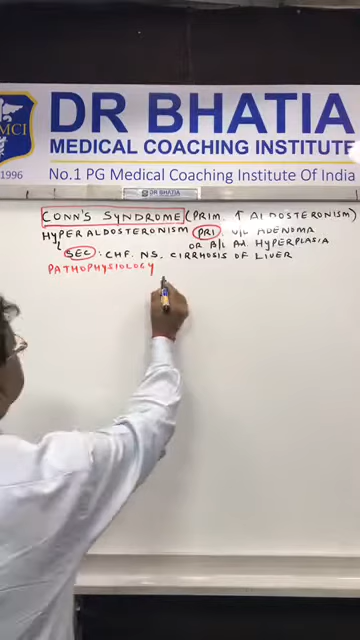 MCI
1996
DR BHATIA
MEDICAL COACHING INSTITUTE
No.1 PG Medical Coaching Institute Of India
DR BHATIA
CONN'S SYNDROME (PRIM. ↑ ALDOSTERONISM)
HYPERALDOSTERONISM PRI: U/L ADENOMA
OR B/L Ad. HYPERPLASIA
SEC: CHF. NS. CIRRHOSIS OF LIVER
PATHOPHYSIOLOGY